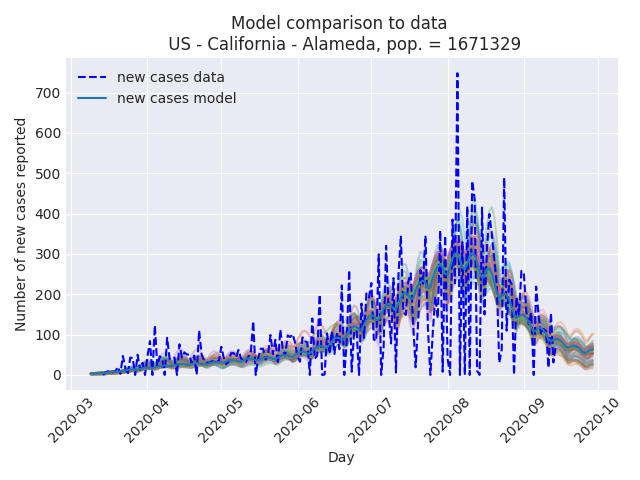 Model comparison to data
US - California - Alameda, pop. = 1671329
new cases data
new cases model
Number of new cases reported
700
600
500
400
300
200
100
0
2020-03
2020-04
2020-05
2020-06
2020-07
2020-08
2020-09
2020-10
Day